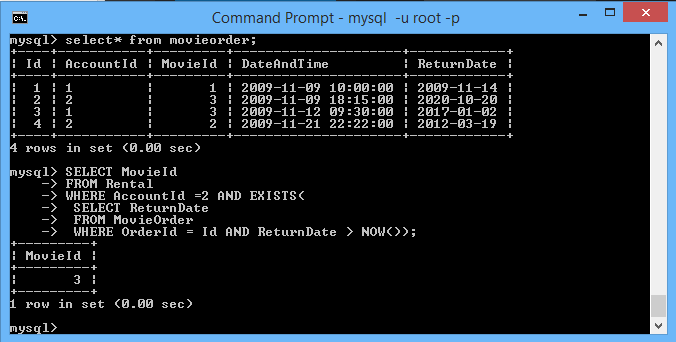 Command Prompt - mysql -u root -p
mysql> select* from movieorder;
+----+-----------+---------+---------------------+------------+
| Id | AccountId | MovieId | DateAndTime         | ReturnDate |
+----+-----------+---------+---------------------+------------+
|  1 | 1         |       1 | 2009-11-09 10:00:00 | 2009-11-14 |
|  2 | 2         |       3 | 2009-11-09 18:15:00 | 2020-10-20 |
|  3 | 1         |       3 | 2009-11-12 09:30:00 | 2017-01-02 |
|  4 | 2         |       2 | 2009-11-21 22:22:00 | 2012-03-19 |
+----+-----------+---------+---------------------+------------+
4 rows in set (0.00 sec)
mysql> SELECT MovieId
    -> FROM Rental
    -> WHERE AccountId =2 AND EXISTS(
    ->  SELECT ReturnDate
    ->  FROM MovieOrder
    ->  WHERE OrderId = Id AND ReturnDate > NOW());
+---------+
| MovieId |
+---------+
|       3 |
+---------+
1 row in set (0.00 sec)
mysql>